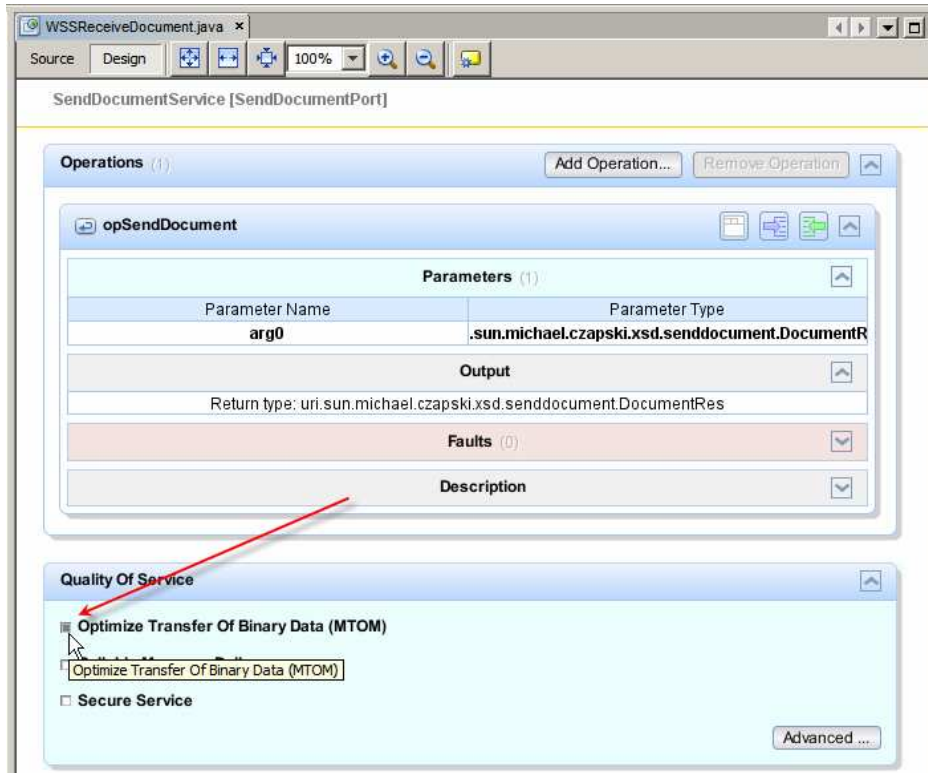 WSSReceiveDocument.java ×
Source Design 100%
SendDocumentService [SendDocumentPort]
Operations (1) Add Operation... Remove Operation
opSendDocument
Parameters (1)
Parameter Name Parameter Type
arg0 .sun.michael.czapski.xsd.senddocument.DocumentR
Output
Return type: uri.sun.michael.czapski.xsd.senddocument.DocumentRes
Faults (0)
Description
Quality Of Service
Optimize Transfer Of Binary Data (MTOM)
Optimize Transfer Of Binary Data (MTOM)
Secure Service
Advanced ...